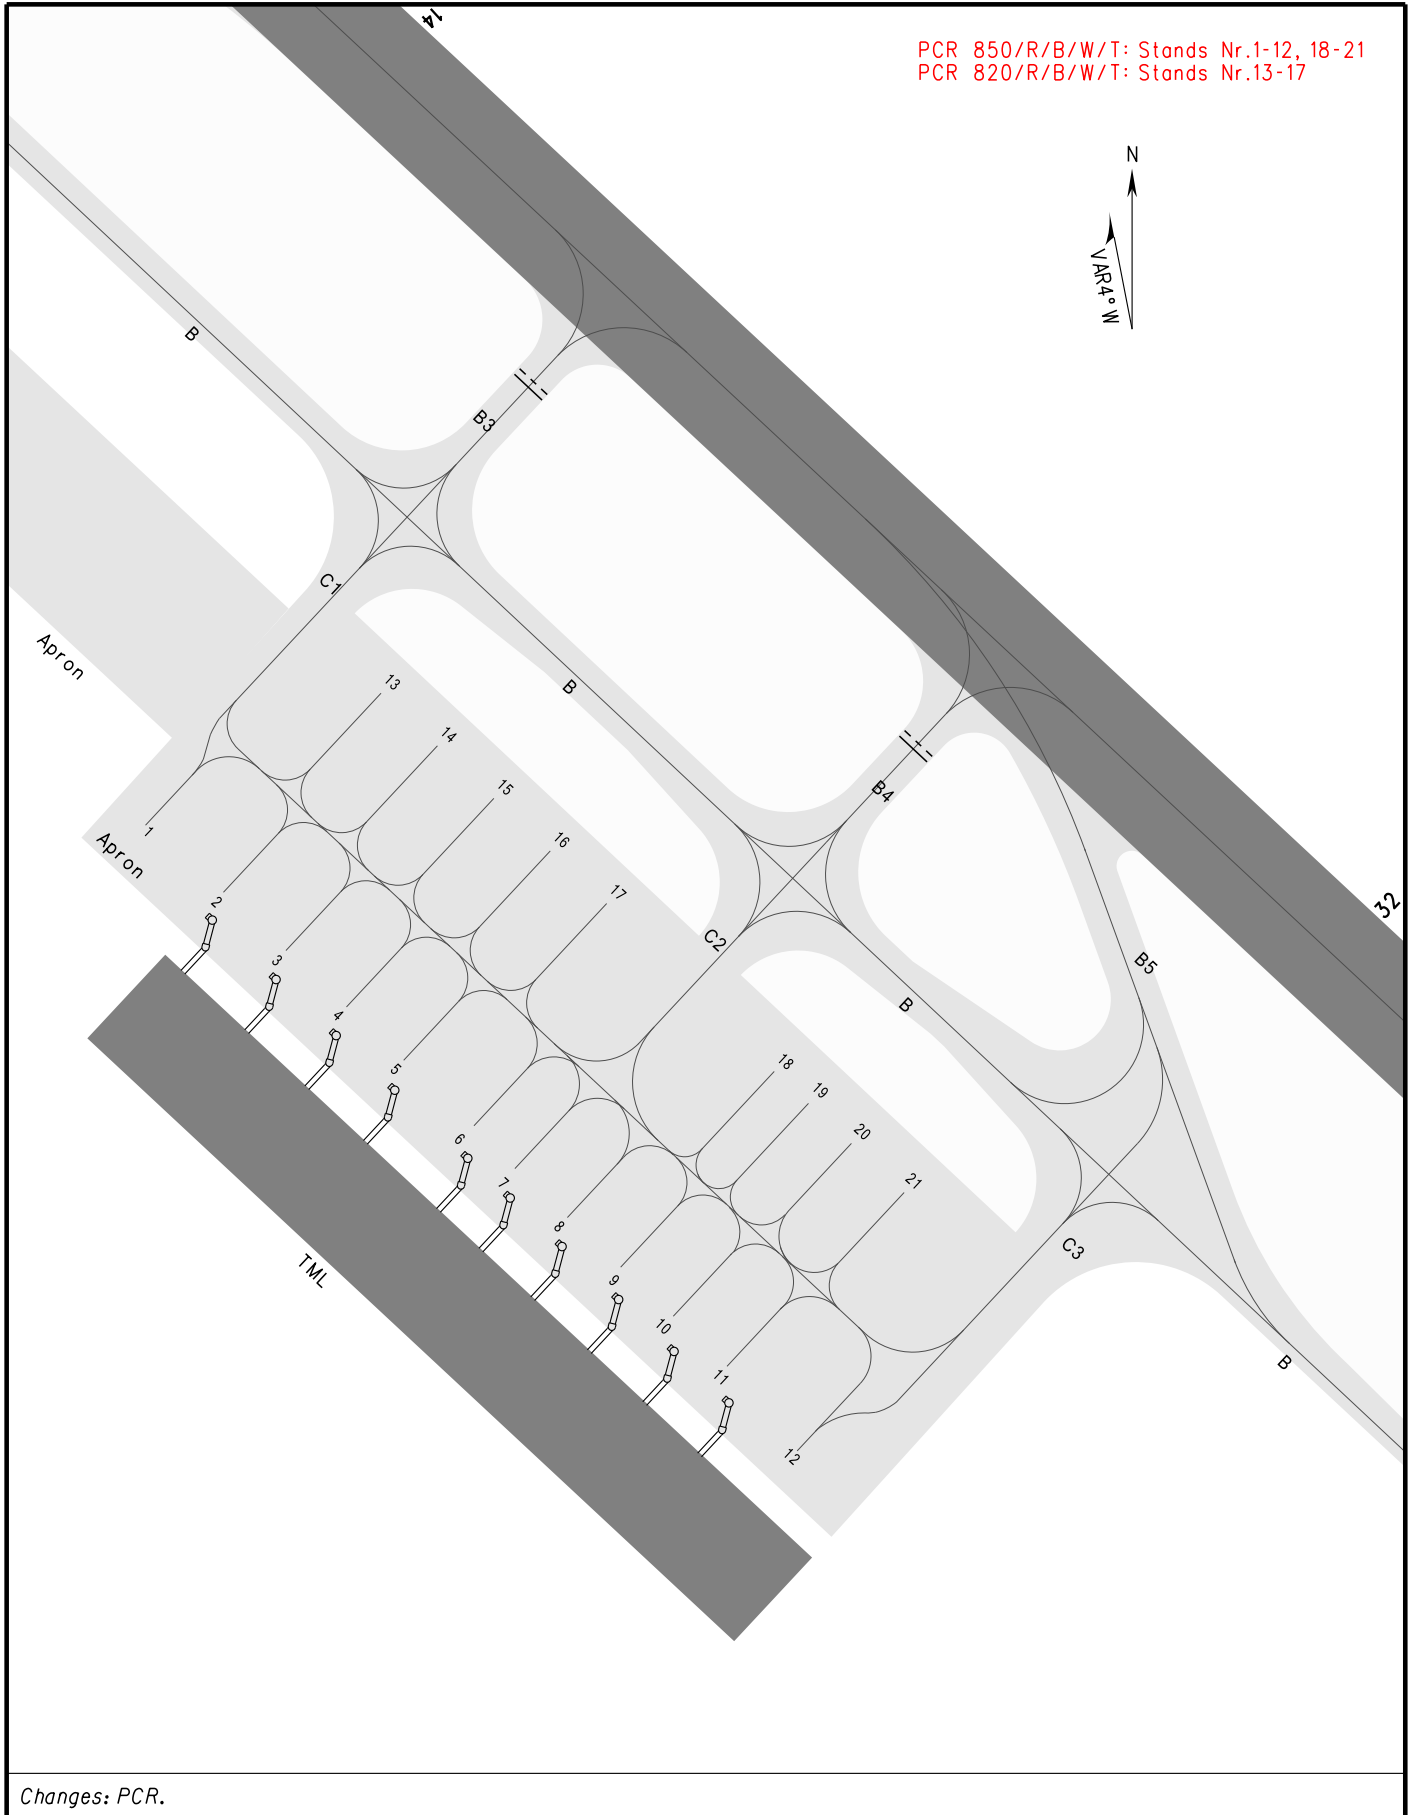 14
PCR 850/R/B/W/T: Stands Nr.1-12, 18-21
PCR 820/R/B/W/T: Stands Nr.13-17
N
VAR4°W
B
B3
C1
Apron
13
B
14
15
B4
1
16
Apron
17
2
32
C2
3
B5
B
4
18
5
19
20
6
7
21
8
C3
TML
9
10
B
11
12
Changes: PCR.